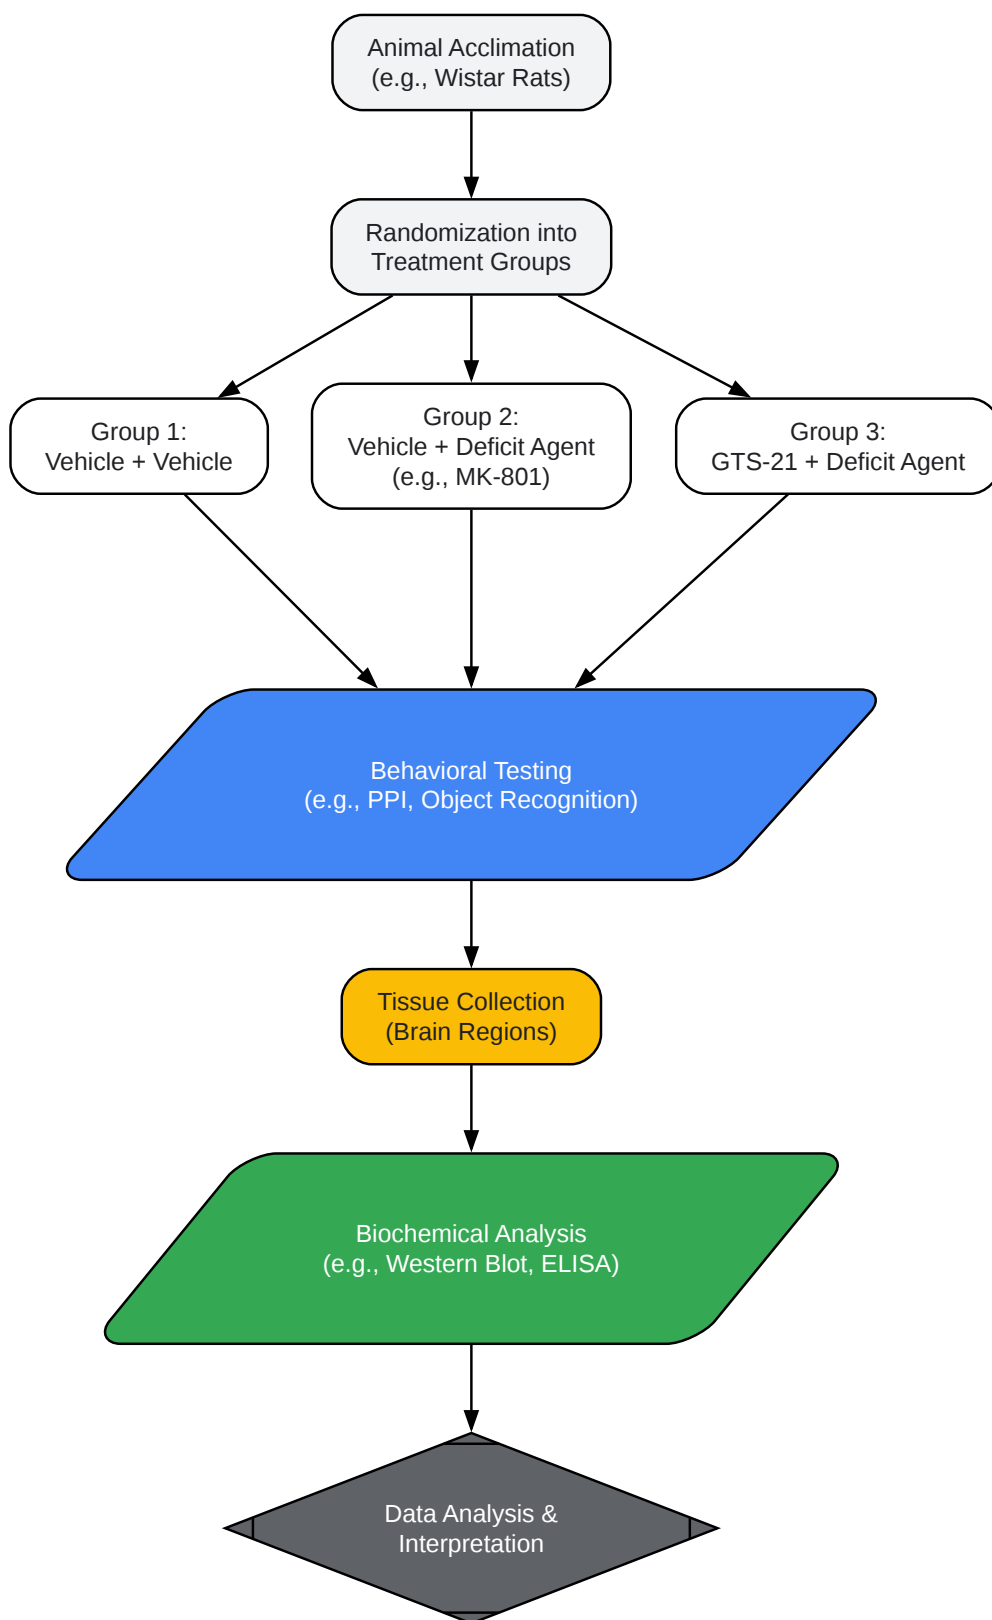 Animal Acclimation
(e.g., Wistar Rats)
Randomization into
Treatment Groups
Group 1:
Vehicle + Vehicle
Group 2:
Vehicle + Deficit Agent
(e.g., MK-801)
Group 3:
GTS-21 + Deficit Agent
Behavioral Testing
(e.g., PPI, Object Recognition)
Tissue Collection
(Brain Regions)
Biochemical Analysis
(e.g., Western Blot, ELISA)
Data Analysis &
Interpretation